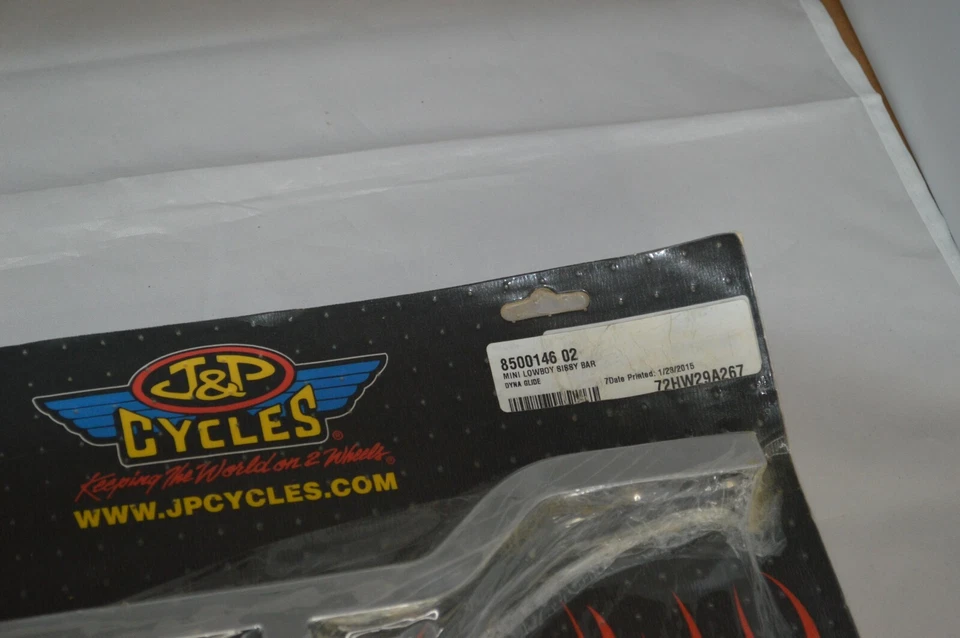 J&P
CYCLES®
Keeping the World on 2 Wheels®
WWW.JPCYCLES.COM
8500146 02
MINI LOWBOY SISSY BAR
DYNA GLIDE
7Date Printed: 1/29/2015
72HW29A267